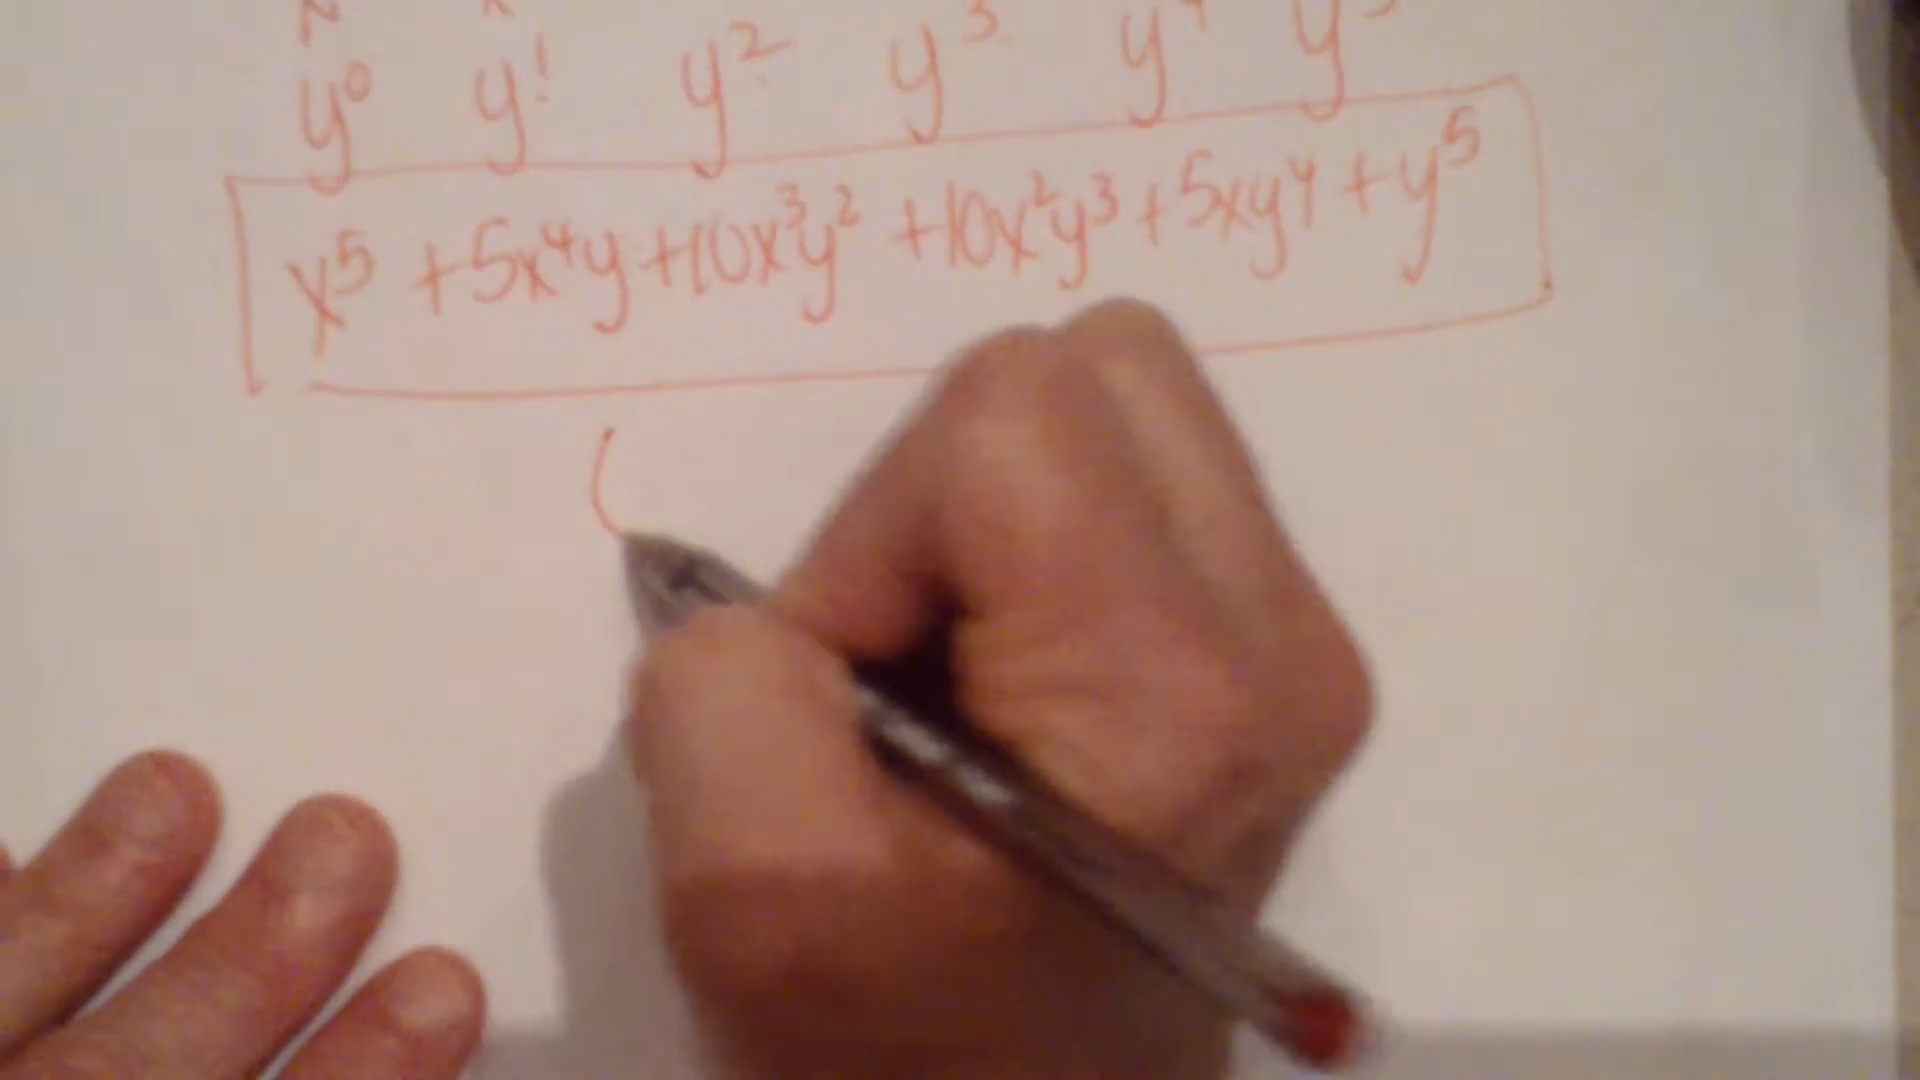 y⁰ y¹ y² y³ y⁴ y⁵
x⁵ + 5x⁴y + 10x³y² + 10x²y³ + 5xy⁴ + y⁵
(